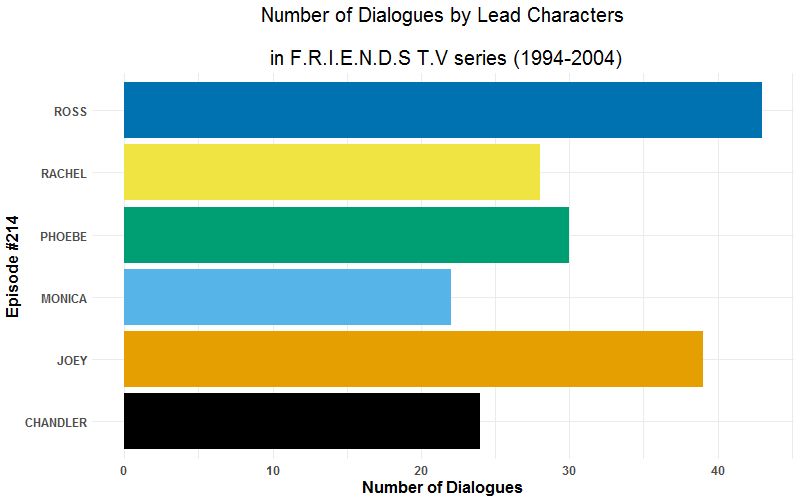 Number of Dialogues by Lead Characters
in F.R.I.E.N.D.S T.V series (1994-2004)
Episode #214
ROSS
RACHEL
PHOEBE
MONICA
JOEY
CHANDLER
0 10 20 30 40
Number of Dialogues